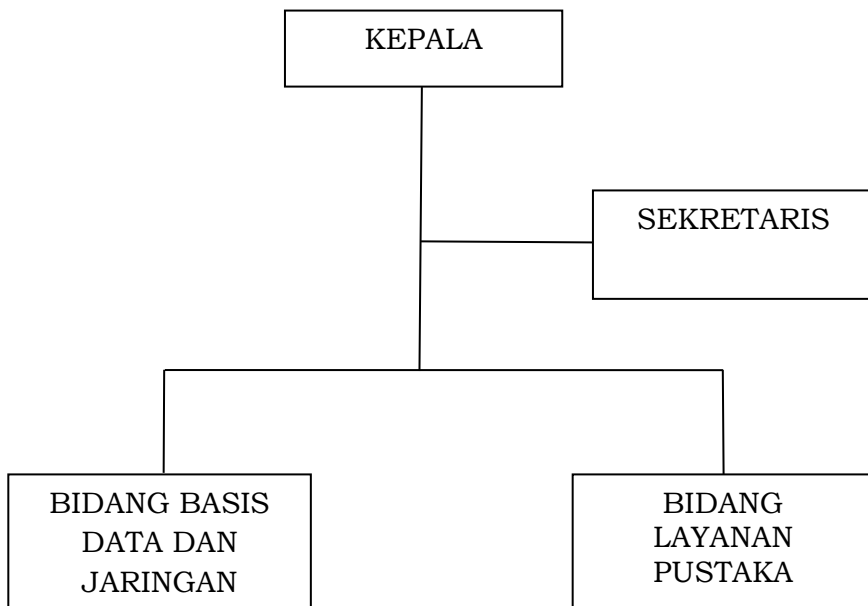 KEPALA
SEKRETARIS
BIDANG BASIS
DATA DAN
JARINGAN
BIDANG
LAYANAN
PUSTAKA